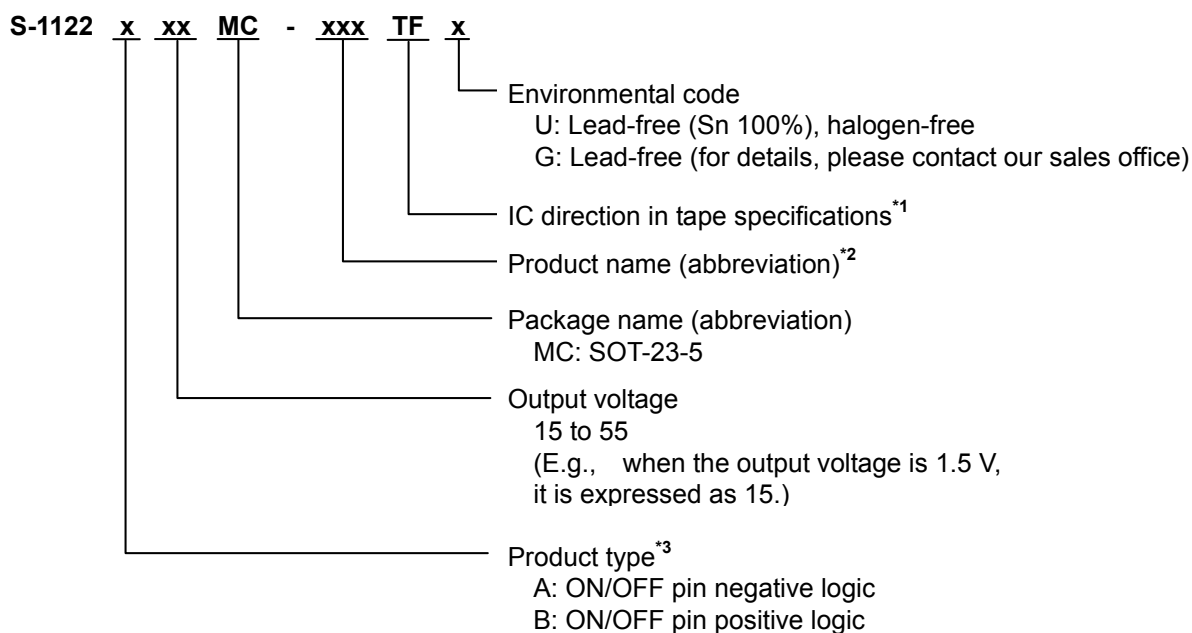 S-1122 x xx MC - xxx TF x
Environmental code
U: Lead-free (Sn 100%), halogen-free
G: Lead-free (for details, please contact our sales office)
IC direction in tape specifications*1
Product name (abbreviation)*2
Package name (abbreviation)
MC: SOT-23-5
Output voltage
15 to 55
(E.g., when the output voltage is 1.5 V,
it is expressed as 15.)
Product type*3
A: ON/OFF pin negative logic
B: ON/OFF pin positive logic